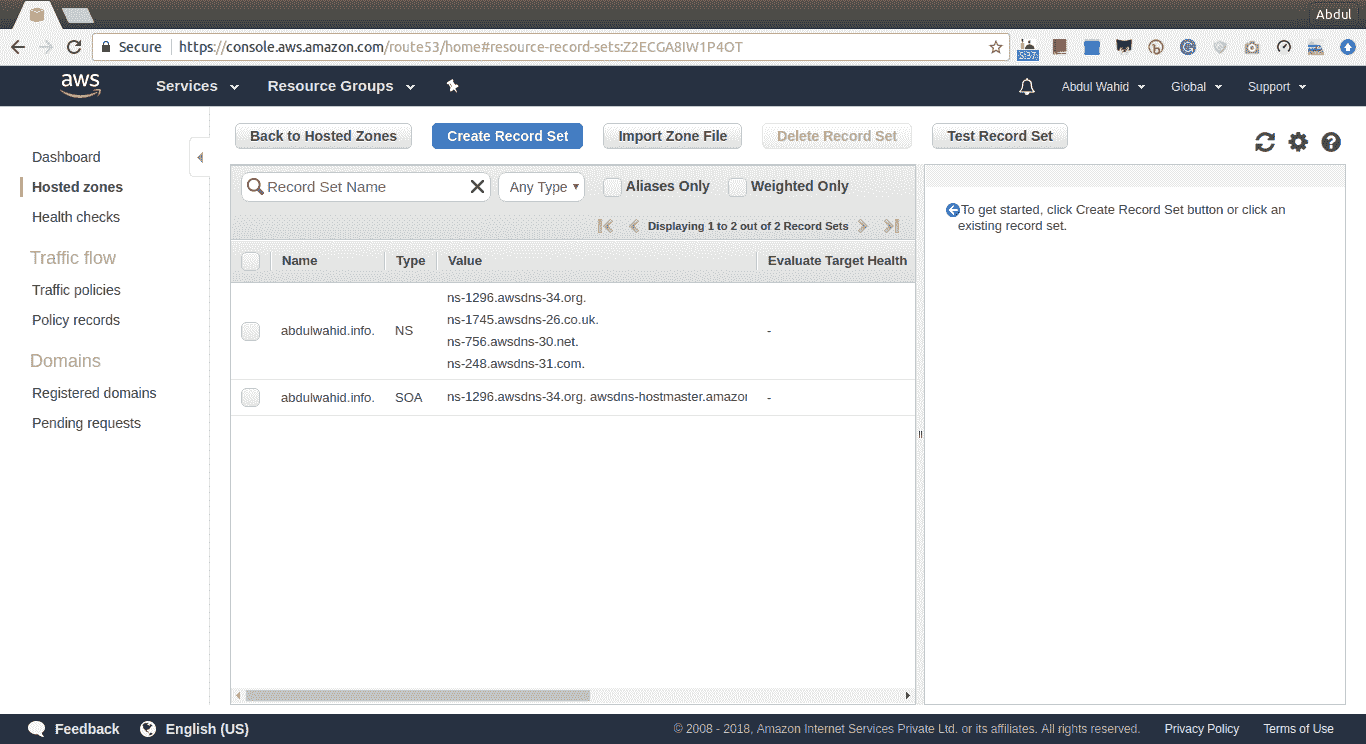 Abdul
Secure https://console.aws.amazon.com/route53/home#resource-record-sets:Z2ECGA8IW1P4OT
5:37
aws Services Resource Groups Abdul Wahid Global Support
Back to Hosted Zones Create Record Set Import Zone File Delete Record Set Test Record Set
Dashboard
Hosted zones
Health checks
Traffic flow
Traffic policies
Policy records
Domains
Registered domains
Pending requests
Record Set Name Any Type Aliases Only Weighted Only
Displaying 1 to 2 out of 2 Record Sets
Name Type Value Evaluate Target Health
abdulwahid.info. NS ns-1296.awsdns-34.org.
ns-1745.awsdns-26.co.uk.
ns-756.awsdns-30.net.
ns-248.awsdns-31.com.
-
abdulwahid.info. SOA ns-1296.awsdns-34.org. awsdns-hostmaster.amazor -
To get started, click Create Record Set button or click an
existing record set.
Feedback English (US) © 2008 - 2018, Amazon Internet Services Private Ltd. or its affiliates. All rights reserved. Privacy Policy Terms of Use